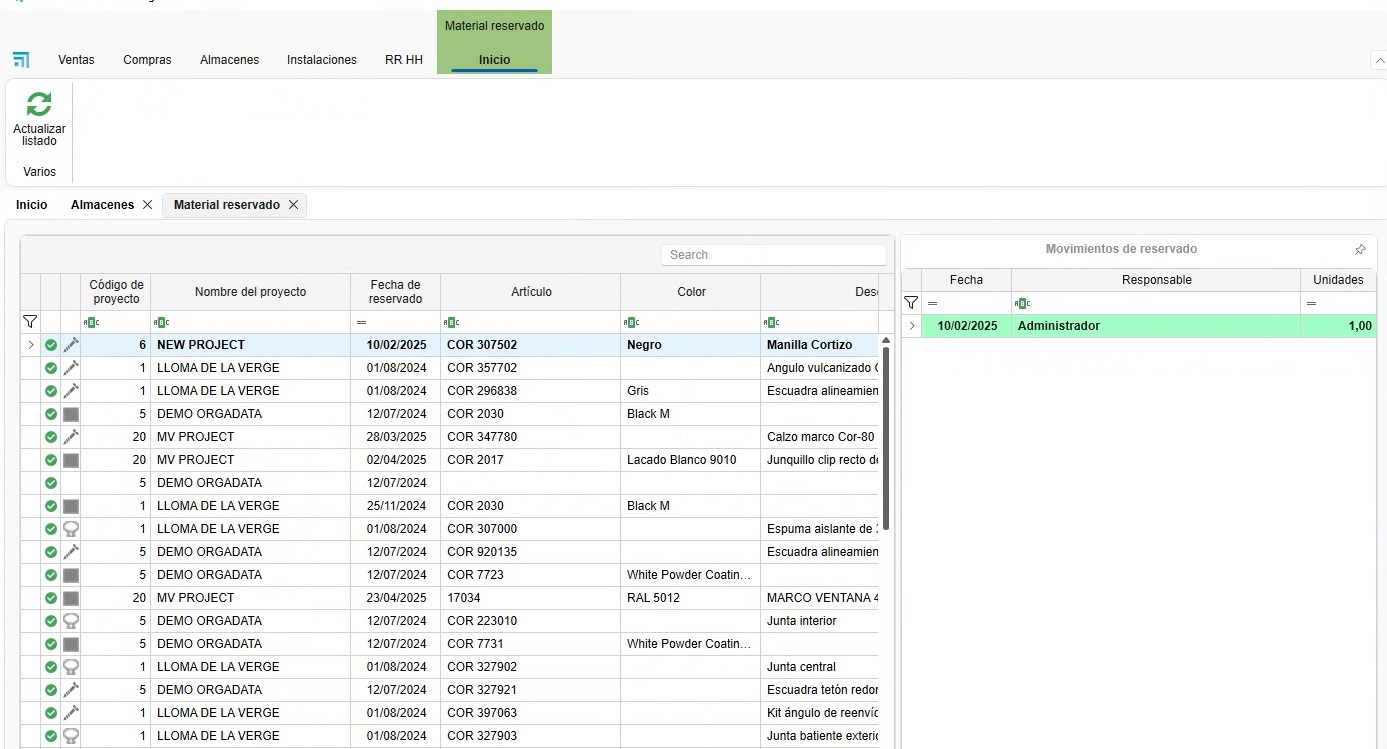 Material reservado
Ventas Compras Almacenes Instalaciones RR HH Inicio
Actualizar
listado
Varios
Inicio Almacenes Material reservado
Search
Movimientos de reservado
Código de proyecto Nombre del proyecto Fecha de reservado Artículo Color Desc
Fecha Responsable Unidades
6 NEW PROJECT 10/02/2025 COR 307502 Negro Manilla Cortizo
10/02/2025 Administrador 1,00
1 LLOMA DE LA VERGE 01/08/2024 COR 357702 Angulo vulcanizado
1 LLOMA DE LA VERGE 01/08/2024 COR 296838 Gris Escuadra alineamien
5 DEMO ORGADATA 12/07/2024 COR 2030 Black M
20 MV PROJECT 28/03/2025 COR 347780 Calzo marco Cor-80
20 MV PROJECT 02/04/2025 COR 2017 Lacado Blanco 9010 Junquillo clip recto de
5 DEMO ORGADATA 12/07/2024
1 LLOMA DE LA VERGE 25/11/2024 COR 2030 Black M
1 LLOMA DE LA VERGE 01/08/2024 COR 307000 Espuma aislante de
5 DEMO ORGADATA 12/07/2024 COR 920135 Escuadra alineamien
5 DEMO ORGADATA 12/07/2024 COR 7723 White Powder Coatin...
20 MV PROJECT 23/04/2025 17034 RAL 5012 MARCO VENTANA 4
5 DEMO ORGADATA 12/07/2024 COR 223010 Junta interior
5 DEMO ORGADATA 12/07/2024 COR 7731 White Powder Coatin...
1 LLOMA DE LA VERGE 01/08/2024 COR 327902 Junta central
5 DEMO ORGADATA 12/07/2024 COR 327921 Escuadra tetón redor
1 LLOMA DE LA VERGE 01/08/2024 COR 397063 Kit ángulo de reenvío
1 LLOMA DE LA VERGE 01/08/2024 COR 327903 Junta batiente exterio